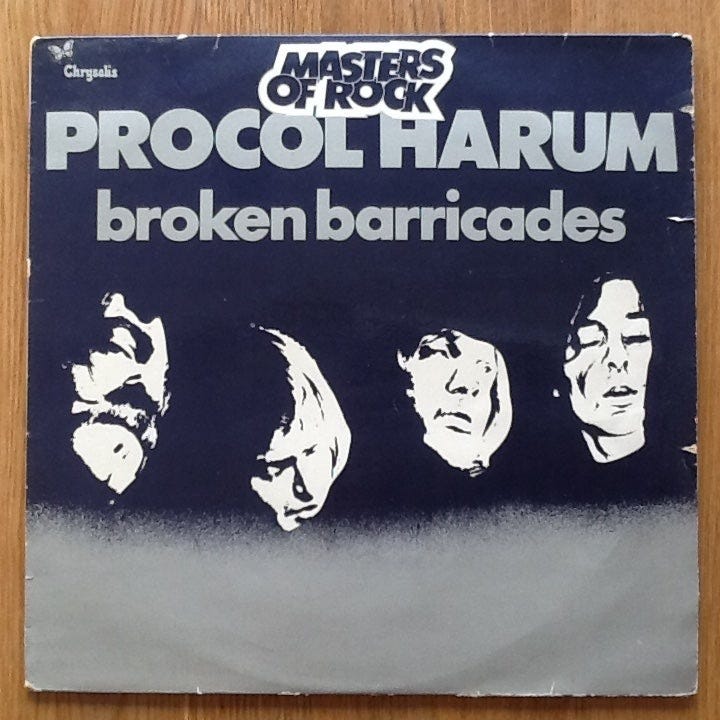 Chrysalis
MASTERS
OF ROCK
PROCOL HARUM
broken barricades